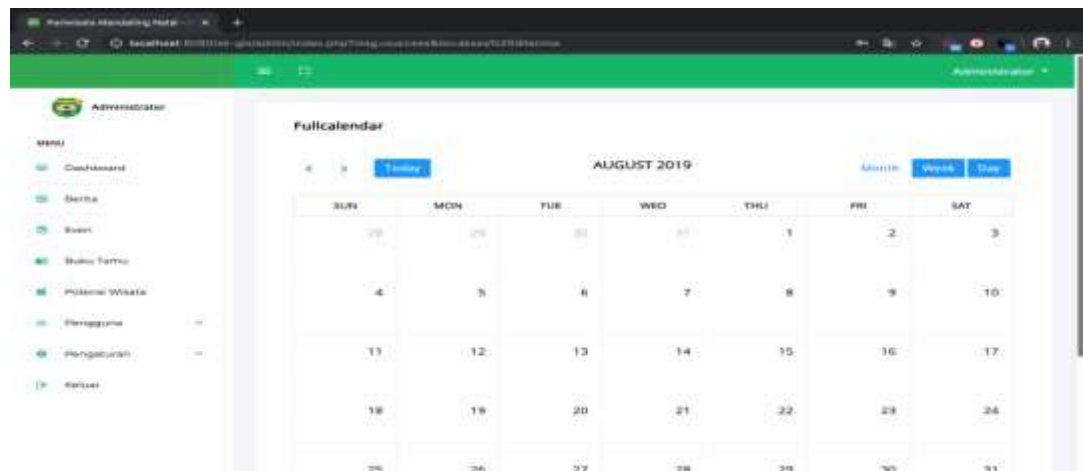 Pariwisata Mandailing Natal
Administrator
Administrator
MENU
Dashboard
Berita
Event
Buku Tamu
Potensi Wisata
Pengguna
Pengaturan
Keluar
Fullcalendar
Today
AUGUST 2019
Month Week Day
SUN MON TUE WED THU FRI SAT
28 29 30 31 1 2 3
4 5 6 7 8 9 10
11 12 13 14 15 16 17
18 19 20 21 22 23 24
25 26 27 28 29 30 31